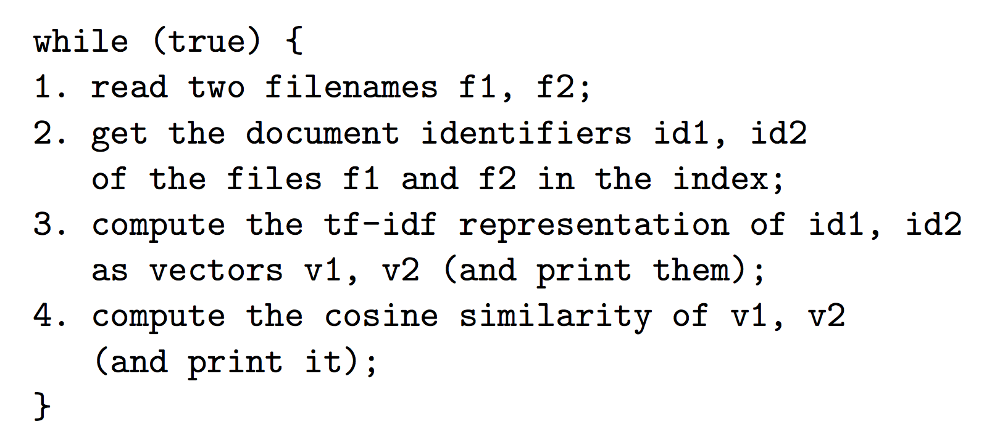 while (true) {
1. read two filenames f1, f2;
2. get the document identifiers id1, id2
of the files f1 and f2 in the index;
3. compute the tf-idf representation of id1, id2
as vectors v1, v2 (and print them);
4. compute the cosine similarity of v1, v2
(and print it);
}